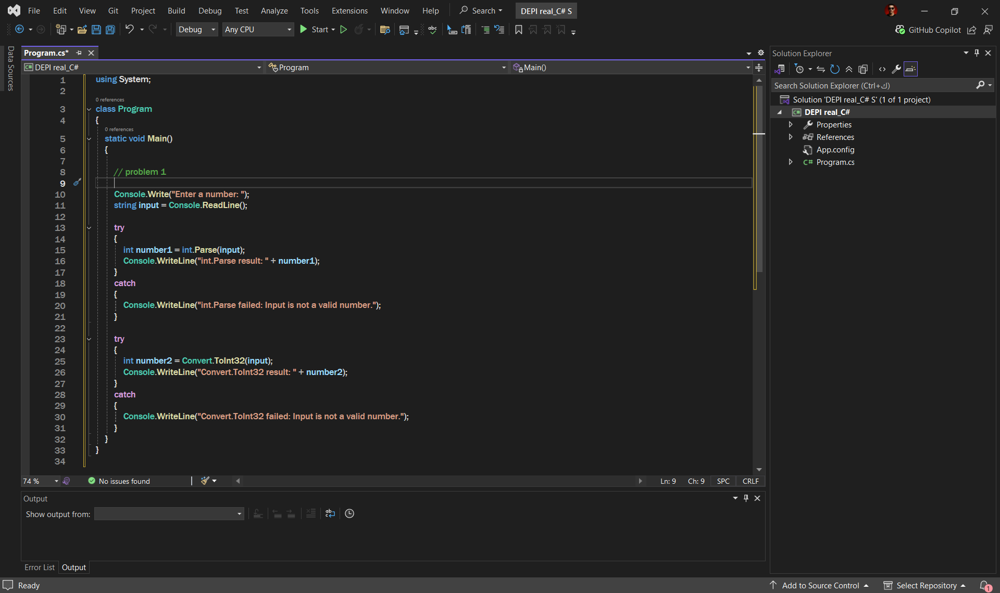 File Edit View Git Project Build Debug Test Analyze Tools Extensions Window Help Search DEPI real_C# S
Debug Any CPU Start GitHub Copilot
Data Sources
Program.cs*
DEPI real_C# Program Main()
1 using System;
2
0 references
3 class Program
4 {
0 references
5 static void Main()
6 {
7
8 // problem 1
9
10 Console.Write("Enter a number: ");
11 string input = Console.ReadLine();
12
13 try
14 {
15 int number1 = int.Parse(input);
16 Console.WriteLine("int.Parse result: " + number1);
17 }
18 catch
19 {
20 Console.WriteLine("int.Parse failed: Input is not a valid number.");
21 }
22
23 try
24 {
25 int number2 = Convert.ToInt32(input);
26 Console.WriteLine("Convert.ToInt32 result: " + number2);
27 }
28 catch
29 {
30 Console.WriteLine("Convert.ToInt32 failed: Input is not a valid number.");
31 }
32 }
33 }
34
74 % No issues found Ln: 9 Ch: 9 SPC CRLF
Output
Show output from:
Error List Output
Solution Explorer
Search Solution Explorer (Ctrl+ك)
Solution 'DEPI real_C# S' (1 of 1 project)
DEPI real_C#
Properties
References
App.config
C# Program.cs
Ready Add to Source Control Select Repository 1